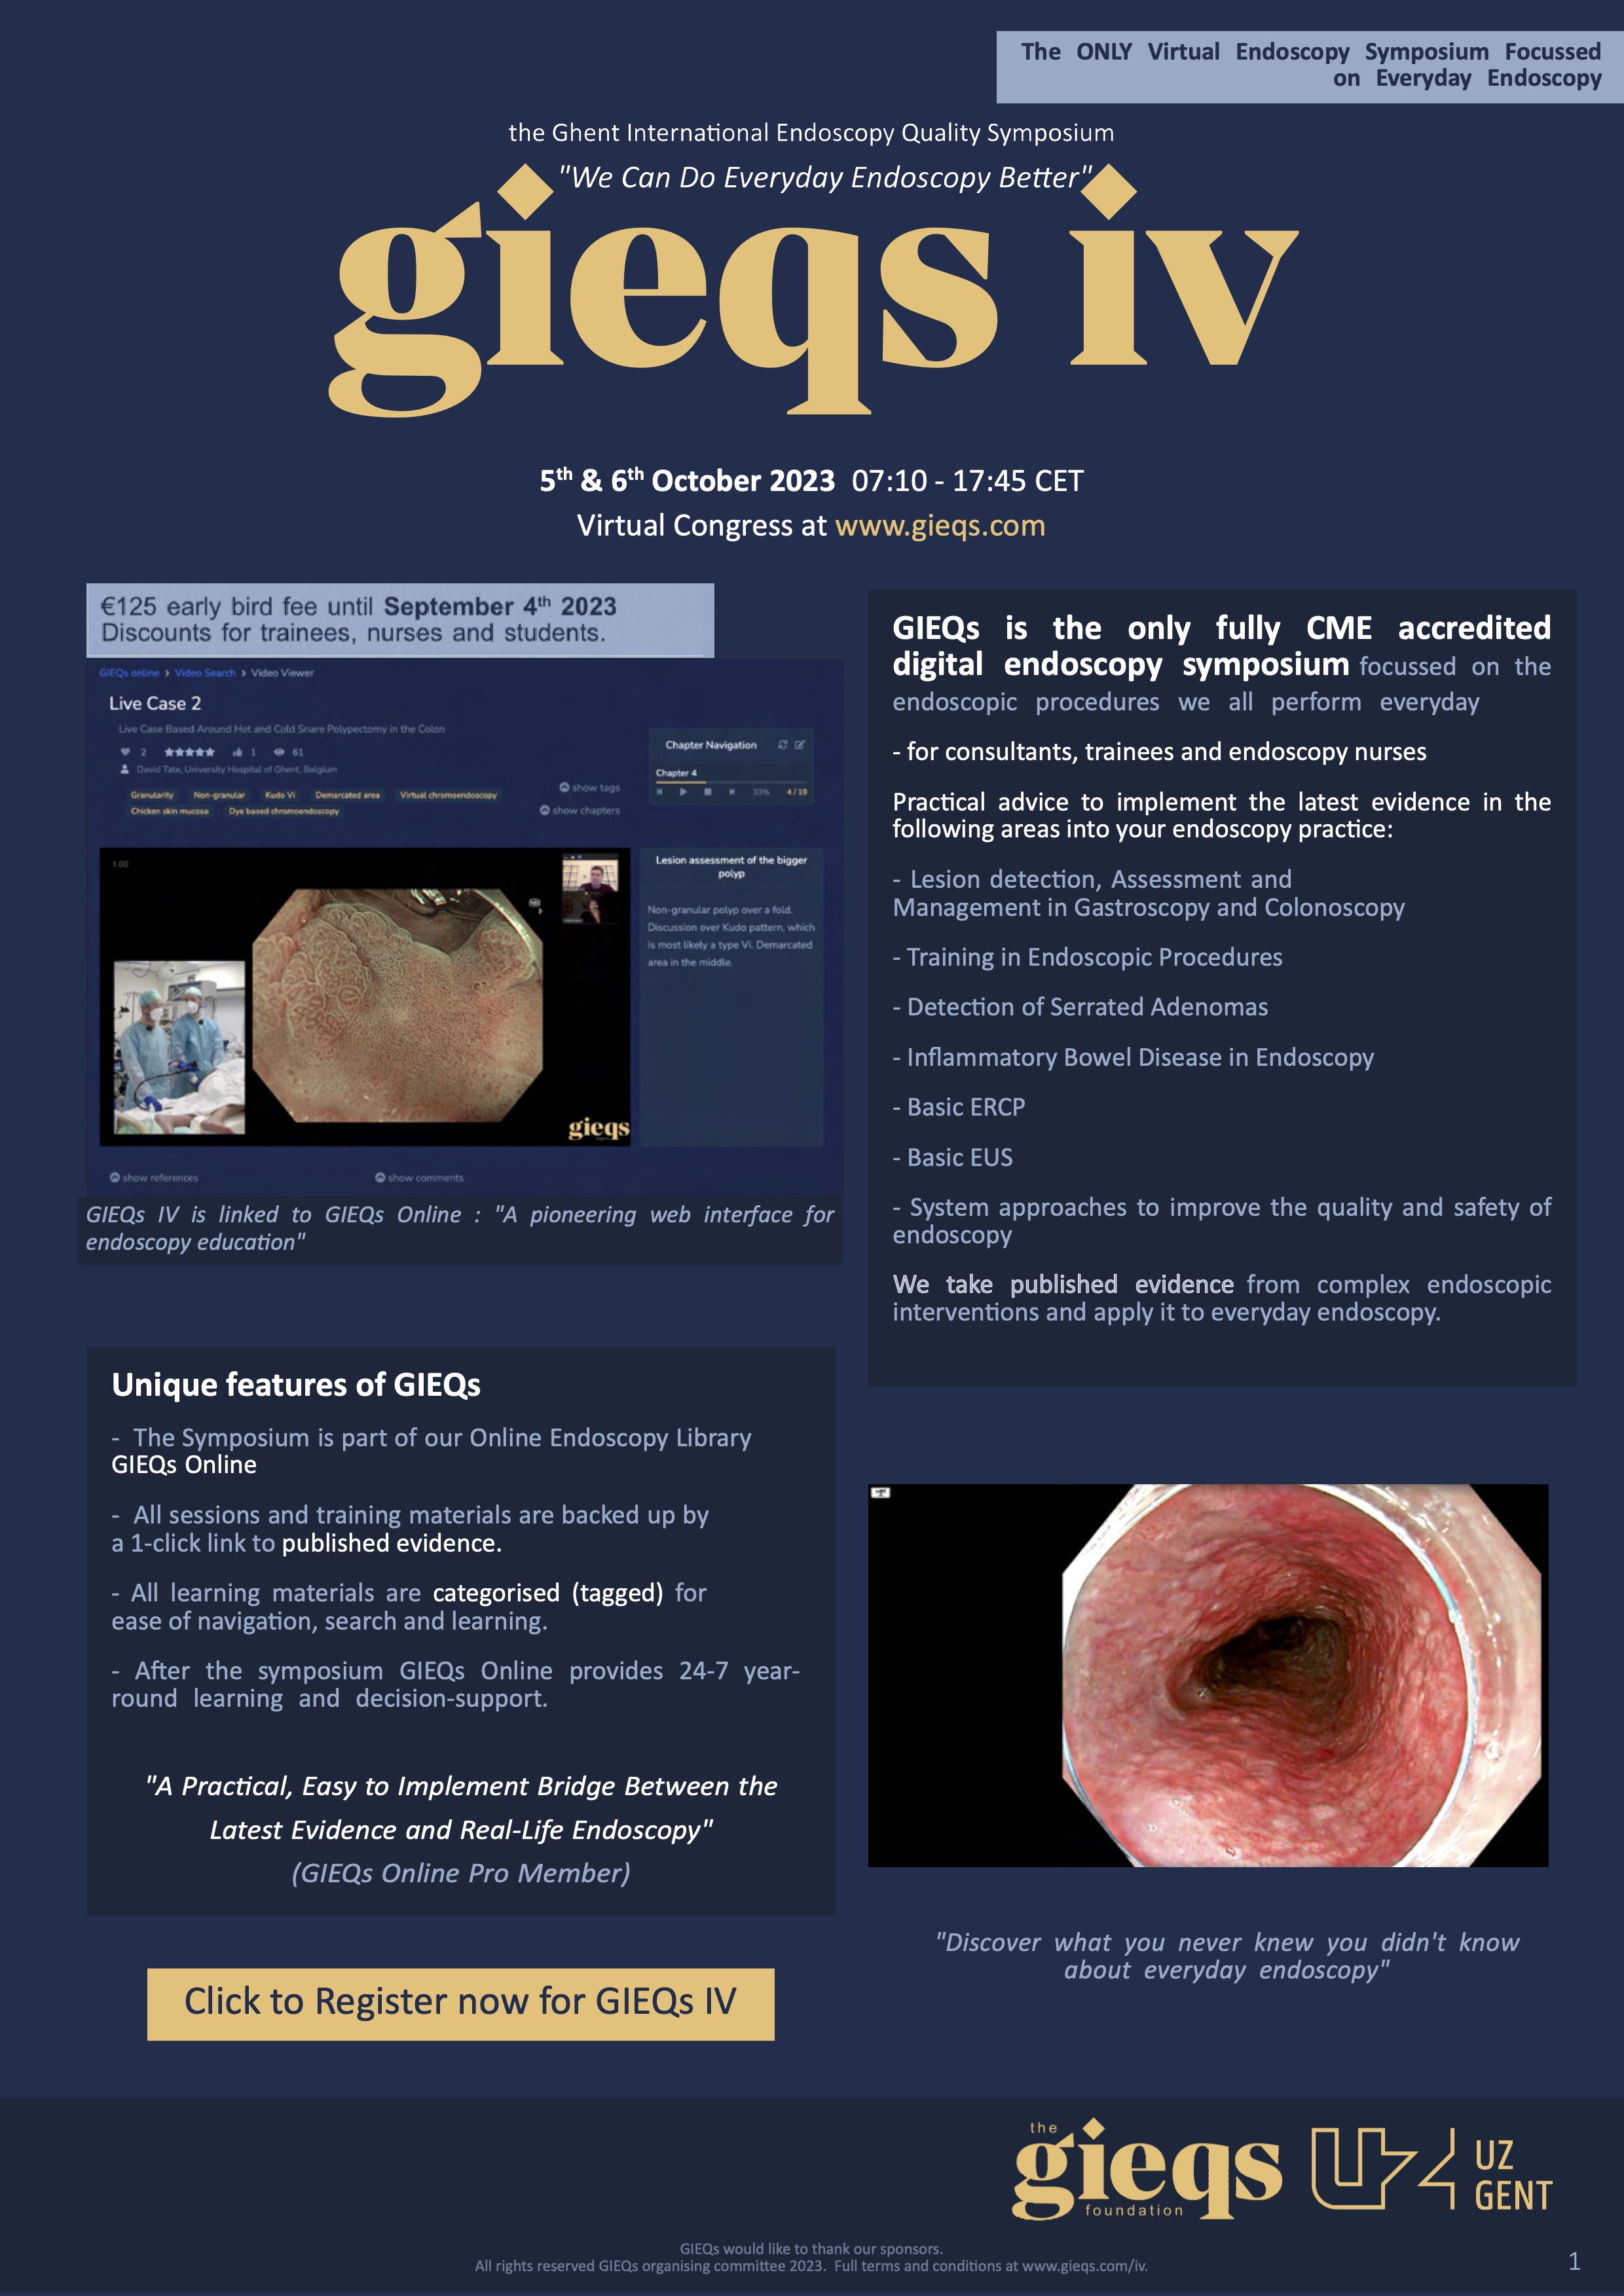 The ONLY Virtual Endoscopy Symposium Focussed
on Everyday Endoscopy
the Ghent International Endoscopy Quality Symposium
"We Can Do Everyday Endoscopy Better"
gieqs iv
5th & 6th October 2023 07:10 - 17:45 CET
Virtual Congress at www.gieqs.com
€125 early bird fee until September 4th 2023
Discounts for trainees, nurses and students.
GIEQs online > Video Search > Video Viewer
Live Case 2
Live Case Based Around Hot and Cold Snare Polypectomy in the Colon
2 ★★★★★ 1 61
David Tate, University Hospital of Ghent, Belgium
Granularity Non-granular Kudo Vi Demarcated area Virtual chromoendoscopy
Chicken skin mucosa Dye based chromoendoscopy
show tags
show chapters
Chapter Navigation
Chapter 4
33% 4 / 19
1.00
Lesion assessment of the bigger
polyp
Non-granular polyp over a fold.
Discussion over Kudo pattern, which
is most likely a type Vi. Demarcated
area in the middle.
gieqs
show references show comments
GIEQs IV is linked to GIEQs Online : "A pioneering web interface for
endoscopy education"
GIEQs is the only fully CME accredited
digital endoscopy symposium focussed on the
endoscopic procedures we all perform everyday
- for consultants, trainees and endoscopy nurses
Practical advice to implement the latest evidence in the
following areas into your endoscopy practice:
- Lesion detection, Assessment and
Management in Gastroscopy and Colonoscopy
- Training in Endoscopic Procedures
- Detection of Serrated Adenomas
- Inflammatory Bowel Disease in Endoscopy
- Basic ERCP
- Basic EUS
- System approaches to improve the quality and safety of
endoscopy
We take published evidence from complex endoscopic
interventions and apply it to everyday endoscopy.
Unique features of GIEQs
- The Symposium is part of our Online Endoscopy Library
GIEQs Online
- All sessions and training materials are backed up by
a 1-click link to published evidence.
- All learning materials are categorised (tagged) for
ease of navigation, search and learning.
- After the symposium GIEQs Online provides 24-7 year-
round learning and decision-support.
"A Practical, Easy to Implement Bridge Between the
Latest Evidence and Real-Life Endoscopy"
(GIEQs Online Pro Member)
"Discover what you never knew you didn't know
about everyday endoscopy"
Click to Register now for GIEQs IV
the
gieqs
foundation
UZ
GENT
GIEQs would like to thank our sponsors.
All rights reserved GIEQs organising committee 2023. Full terms and conditions at www.gieqs.com/iv.
1